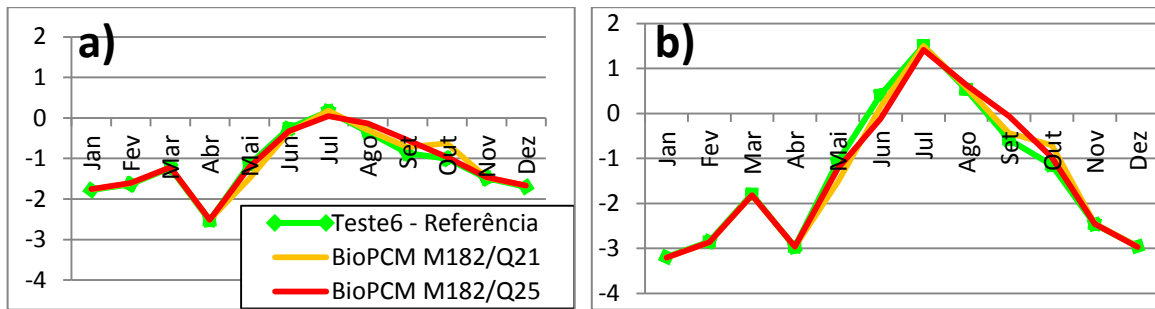 a)
2
1
0
-1
-2
-3
-4
Jan Fev Mar Abr Mai Jun Jul Ago Set Out Nov Dez
Teste6 - Referência
BioPCM M182/Q21
BioPCM M182/Q25
b)
2
1
0
-1
-2
-3
-4
Jan Fev Mar Abr Mai Jun Jul Ago Set Out Nov Dez